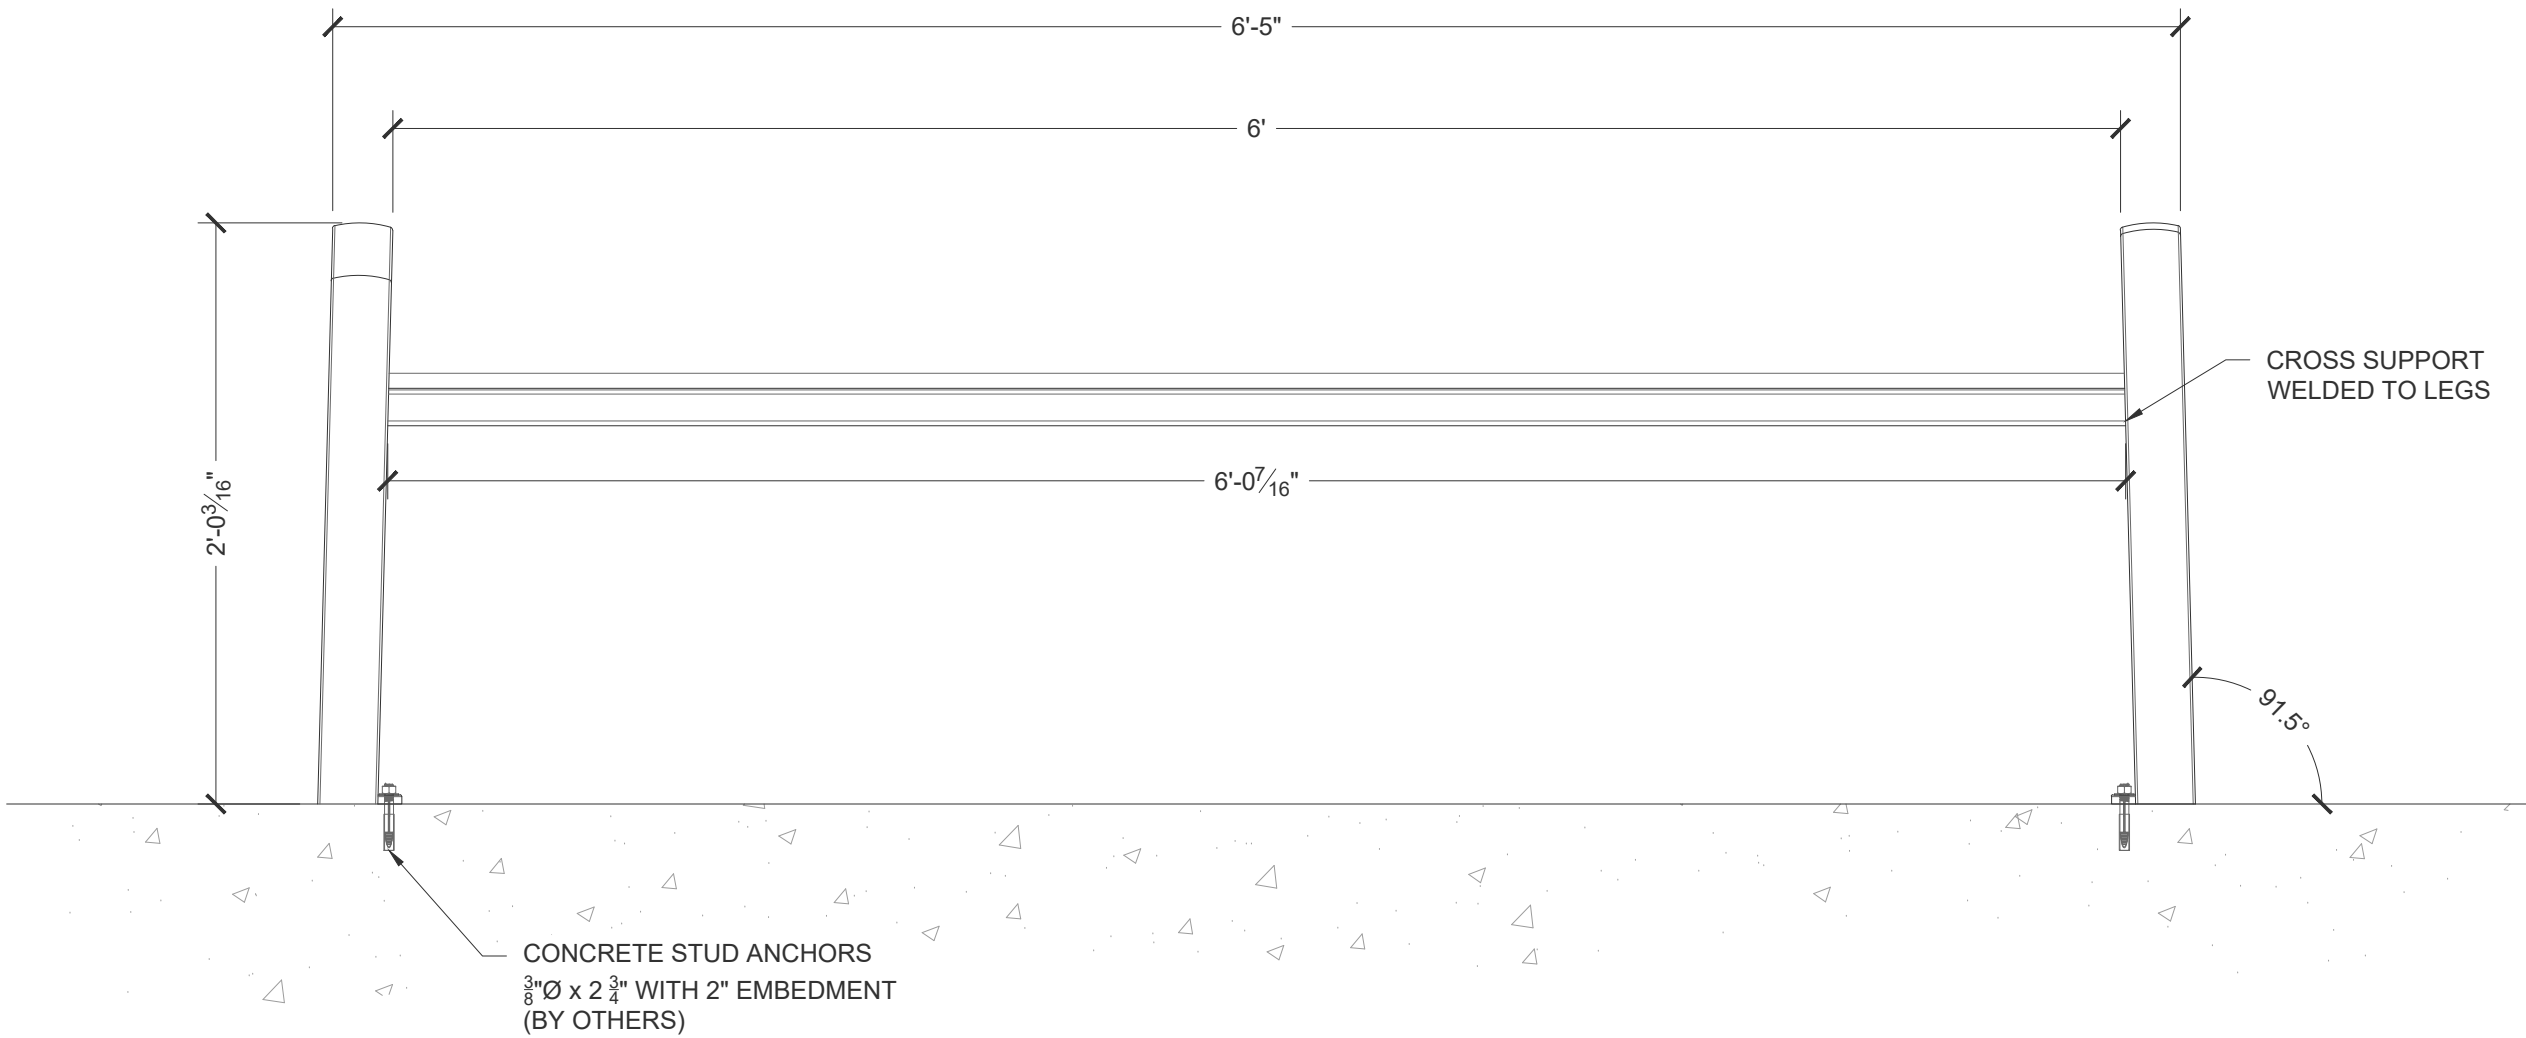 6'-5"
6'
CROSS SUPPORT
WELDED TO LEGS
6'-0 7/16"
2'-0 3/16"
91.5°
CONCRETE STUD ANCHORS
3/8"Ø x 2 3/4" WITH 2" EMBEDMENT
(BY OTHERS)